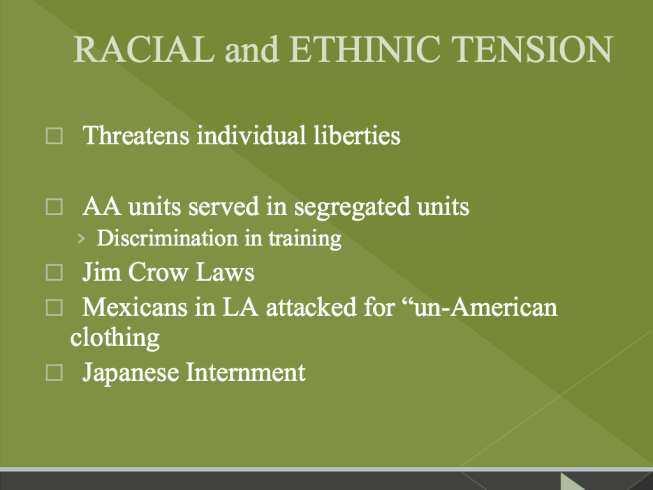 RACIAL and ETHINIC TENSION
Threatens individual liberties
AA units served in segregated units
Discrimination in training
Jim Crow Laws
Mexicans in LA attacked for “un-American
clothing
Japanese Internment